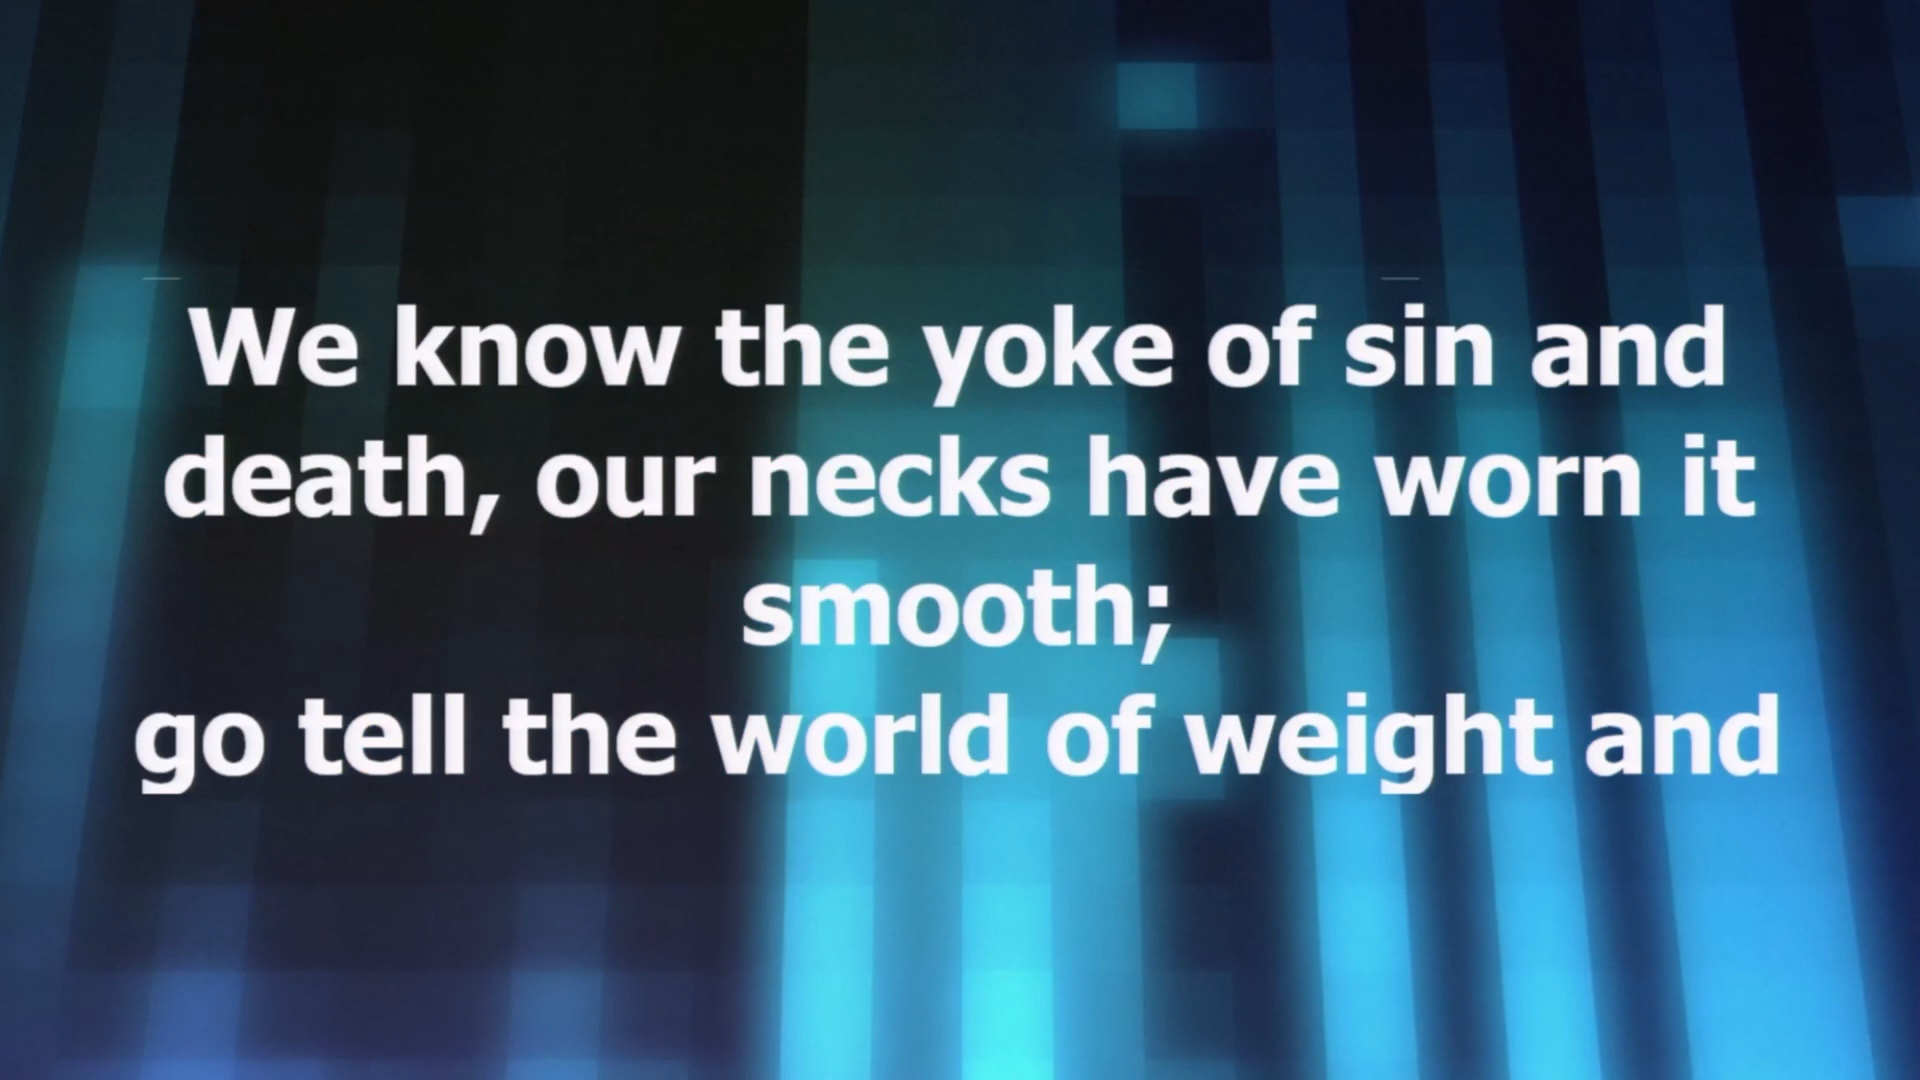 We know the yoke of sin and
death, our necks have worn it
smooth;
go tell the world of weight and